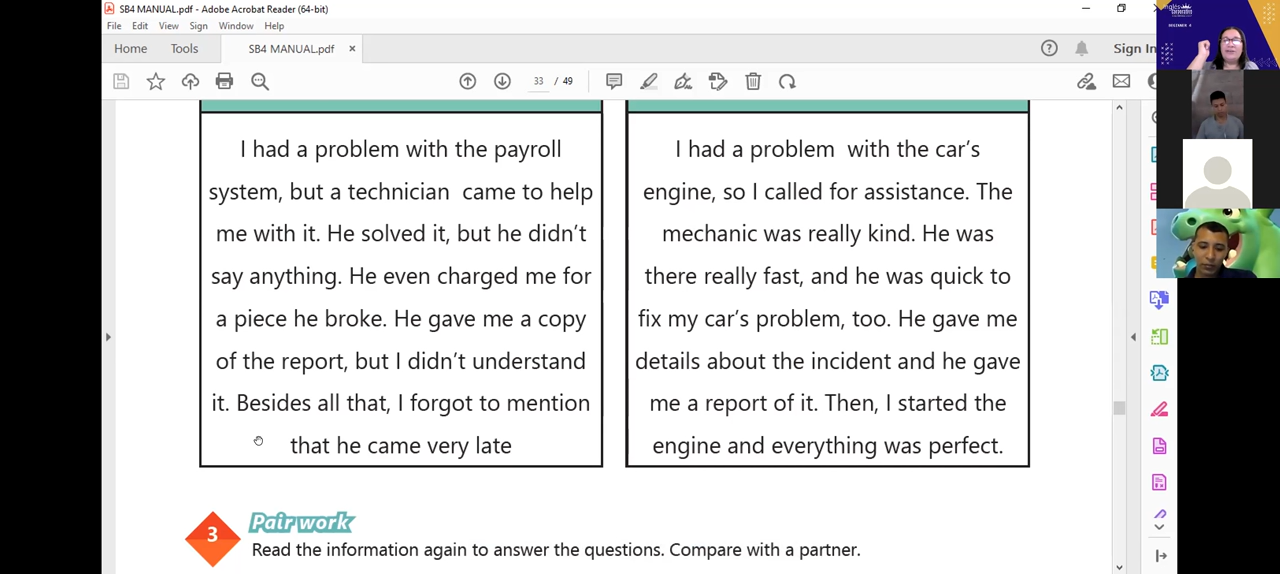 SB4 MANUAL.pdf - Adobe Acrobat Reader (64-bit)
File Edit View Sign Window Help
Home Tools SB4 MANUAL.pdf × Sign In
33 / 49
I had a problem with the payroll
system, but a technician came to help
me with it. He solved it, but he didn't
say anything. He even charged me for
a piece he broke. He gave me a copy
of the report, but I didn't understand
it. Besides all that, I forgot to mention
that he came very late
I had a problem with the car's
engine, so I called for assistance. The
mechanic was really kind. He was
there really fast, and he was quick to
fix my car's problem, too. He gave me
details about the incident and he gave
me a report of it. Then, I started the
engine and everything was perfect.
3 Pair work
Read the information again to answer the questions. Compare with a partner.